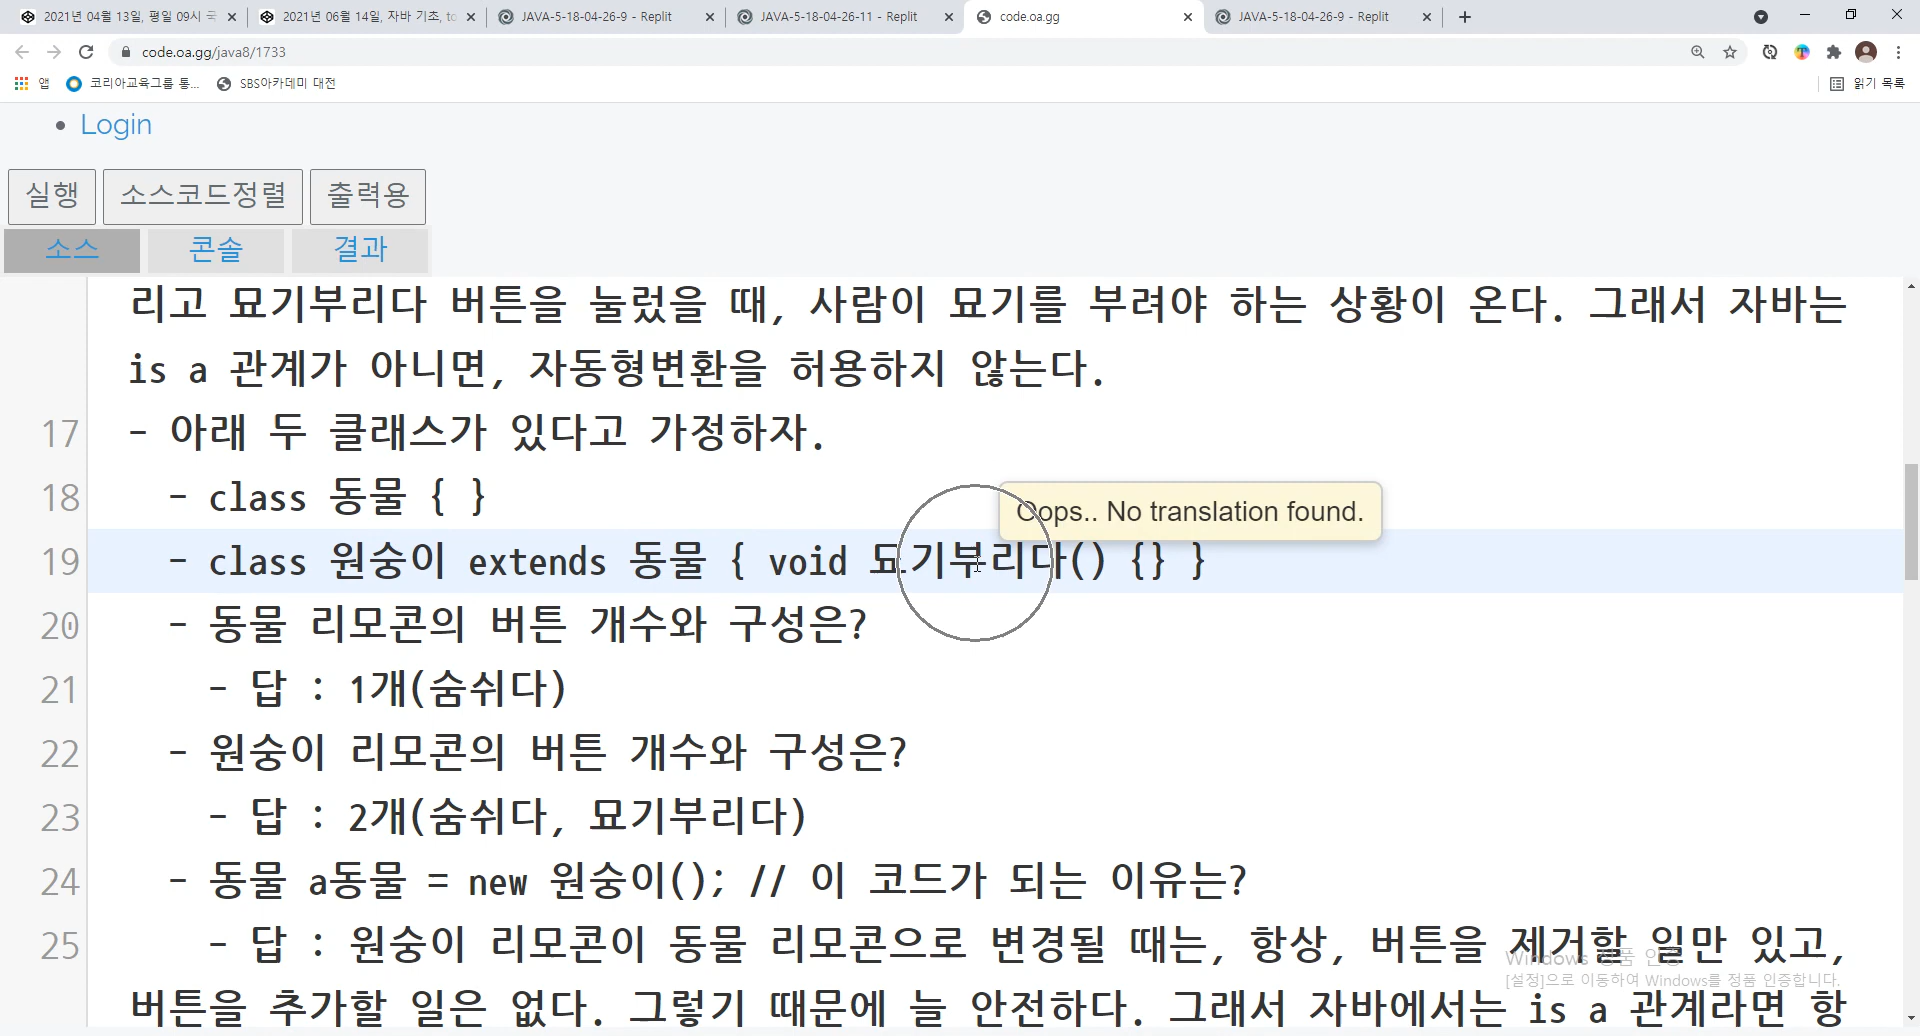 2021년 04월 13일, 평일 09시 국
2021년 06월 14일, 자바 기초, to
JAVA-5-18-04-26-9 - Replit
JAVA-5-18-04-26-11 - Replit
code.oa.gg
JAVA-5-18-04-26-9 - Replit
code.oa.gg/java8/1733
앱
코리아교육그룹 통...
SBS아카데미 대전
읽기 목록
Login
실행 소스코드정렬 출력용
소스 콘솔 결과
리고 묘기부리다 버튼을 눌렀을 때, 사람이 묘기를 부려야 하는 상황이 온다. 그래서 자바는
is a 관계가 아니면, 자동형변환을 허용하지 않는다.
17 - 아래 두 클래스가 있다고 가정하자.
18 - class 동물 { }
Oops.. No translation found.
19 - class 원숭이 extends 동물 { void 묘기부리다() {} }
20 - 동물 리모콘의 버튼 개수와 구성은?
21 - 답 : 1개(숨쉬다)
22 - 원숭이 리모콘의 버튼 개수와 구성은?
23 - 답 : 2개(숨쉬다, 묘기부리다)
24 - 동물 a동물 = new 원숭이(); // 이 코드가 되는 이유는?
25 - 답 : 원숭이 리모콘이 동물 리모콘으로 변경될 때는, 항상, 버튼을 제거할 일만 있고,
버튼을 추가할 일은 없다. 그렇기 때문에 늘 안전하다. 그래서 자바에서는 is a 관계라면 항
Windows 정품 인증
[설정]으로 이동하여 Windows를 정품 인증합니다.